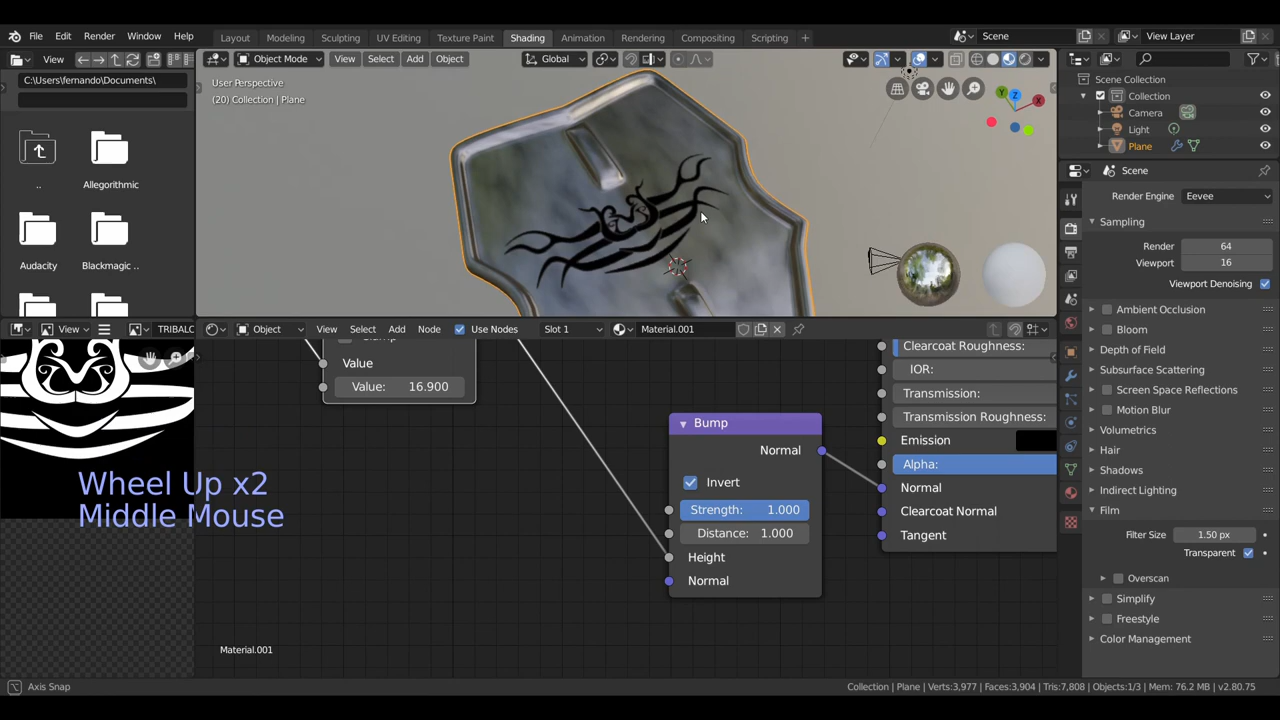 File Edit Render Window Help Layout Modeling Sculpting UV Editing Texture Paint Shading Animation Rendering Compositing Scripting + Scene View Layer
View Object Mode View Select Add Object Global
C:\Users\fernando\Documents\
User Perspective
(20) Collection | Plane
Z
Y
X
Scene Collection
Collection
Camera
Light
Plane
..
Allegorithmic
Audacity
Blackmagic ..
Scene
Render Engine Eevee
Sampling
Render 64
Viewport 16
Viewport Denoising
Ambient Occlusion
Bloom
Depth of Field
Subsurface Scattering
Screen Space Reflections
Motion Blur
Volumetrics
Hair
Shadows
Indirect Lighting
Film
Filter Size 1.50 px
Transparent
Overscan
Simplify
Freestyle
Color Management
View TRIBALC Object View Select Add Node Use Nodes Slot 1 Material.001
Value
Value: 16.900
Clearcoat Roughness:
IOR:
Transmission:
Transmission Roughness:
Emission
Alpha:
Normal
Clearcoat Normal
Tangent
Bump
Normal
Invert
Strength: 1.000
Distance: 1.000
Height
Normal
Wheel Up x2
Middle Mouse
Material.001
Axis Snap
Collection | Plane | Verts:3,977 | Faces:3,904 | Tris:7,808 | Objects:1/3 | Mem: 76.2 MB | v2.80.75